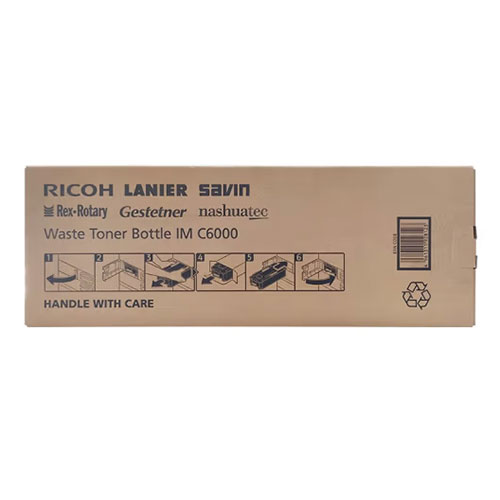 RICOH LANIER savin
Rex-Rotary Gestetner nashuatec
Waste Toner Bottle IM C6000
1 2 3 4 5 6
HANDLE WITH CARE